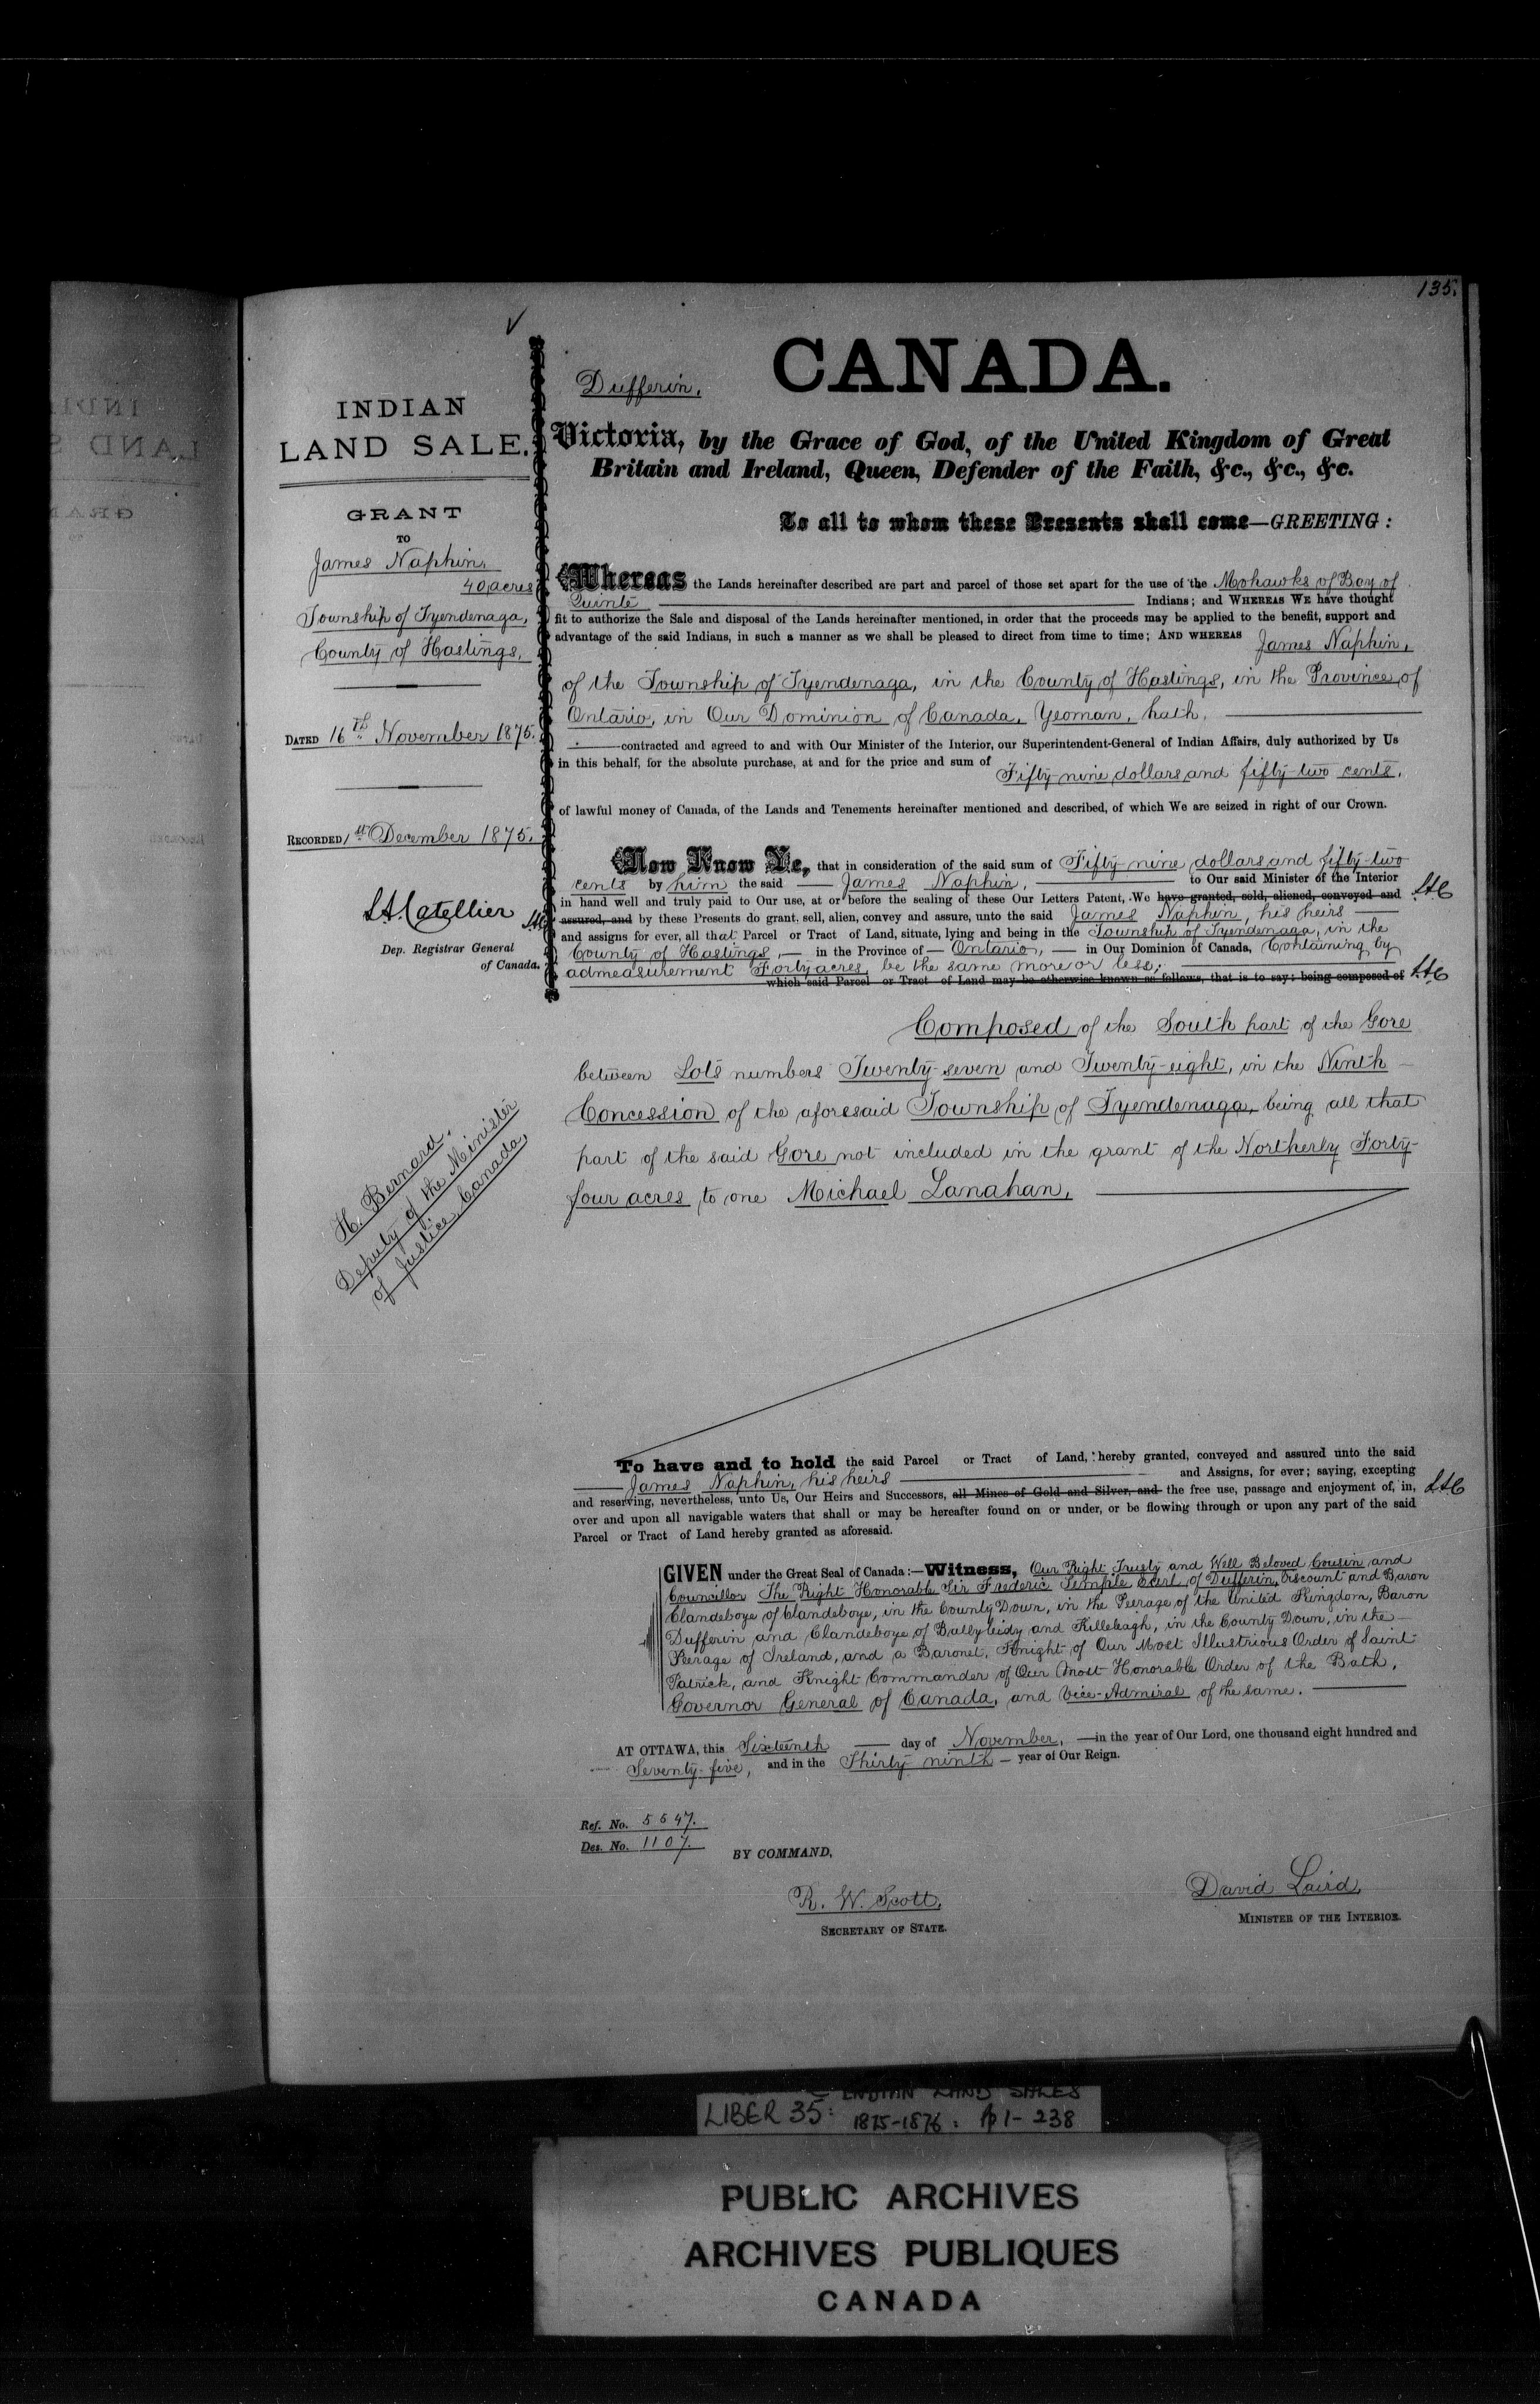 135.
INDIAN
LAND SALE.
GRANT
TO
James Naphin,
40 acres
Township of Tyendenaga,
County of Hastings,
DATED 16th November 1875.
RECORDED 1st December 1875.
L.A. Catellier
Dep. Registrar General
of Canada.
H. Bernard,
Deputy of the Minister
of Justice, Canada,
Dufferin,
CANADA.
Victoria, by the Grace of God, of the United Kingdom of Great
Britain and Ireland, Queen, Defender of the Faith, &c., &c., &c.
To all to whom these Presents shall come—GREETING:
Whereas the Lands hereinafter described are part and parcel of those set apart for the use of the Mohawks of Bay of
Quinté Indians; and WHEREAS WE have thought
fit to authorize the Sale and disposal of the Lands hereinafter mentioned, in order that the proceeds may be applied to the benefit, support and
advantage of the said Indians, in such a manner as we shall be pleased to direct from time to time; AND WHEREAS James Naphin,
of the Township of Tyendenaga, in the County of Hastings, in the Province of
Ontario, in Our Dominion of Canada, Yeoman, hath,
contracted and agreed to and with Our Minister of the Interior, our Superintendent-General of Indian Affairs, duly authorized by Us
in this behalf, for the absolute purchase, at and for the price and sum of Fifty-nine dollars and fifty-two cents,
of lawful money of Canada, of the Lands and Tenements hereinafter mentioned and described, of which We are seized in right of our Crown.
Now Know Ye, that in consideration of the said sum of Fifty-nine dollars and fifty-two
cents by him the said James Naphin, to Our said Minister of the Interior
in hand well and truly paid to Our use, at or before the sealing of these Our Letters Patent, We have granted, sold, aliened, conveyed and LAC
LAC assured, and by these Presents do grant, sell, alien, convey and assure, unto the said James Naphin, his heirs
and assigns for ever, all that Parcel or Tract of Land, situate, lying and being in the Township of Tyendenaga, in the
County of Hastings, in the Province of Ontario, in Our Dominion of Canada, Containing by
admeasurement Forty acres, be the same more or less;
which said Parcel or Tract of Land may be otherwise known as follows, that is to say: being composed of LAC
Composed of the South part of the Gore
between Lots numbers Twenty-seven and Twenty-eight, in the Ninth
Concession of the aforesaid Township of Tyendenaga, being all that
part of the said Gore not included in the grant of the Northerly Forty-
four acres to one Michael Lanahan,
To have and to hold the said Parcel or Tract of Land, hereby granted, conveyed and assured unto the said
James Naphin, his heirs and Assigns, for ever; saving, excepting
and reserving, nevertheless, unto Us, Our Heirs and Successors, all Mines of Gold and Silver, and the free use, passage and enjoyment of, in, LAC
over and upon all navigable waters that shall or may be hereafter found on or under, or be flowing through or upon any part of the said
Parcel or Tract of Land hereby granted as aforesaid.
GIVEN under the Great Seal of Canada:—Witness, Our Right Trusty and Well Beloved Cousin and
Councillor The Right Honorable Sir Frederic Temple Earl of Dufferin, Viscount and Baron
Clandeboye of Clandeboye, in the County Down, in the Peerage of the United Kingdom, Baron
Dufferin and Clandeboye of Ballyleidy and Killeleagh, in the County Down, in the
Peerage of Ireland, and a Baronet, Knight of Our Most Illustrious Order of Saint
Patrick, and Knight Commander of Our Most Honorable Order of the Bath,
Governor General of Canada, and Vice-Admiral of the same.
AT OTTAWA, this Sixteenth day of November, in the year of Our Lord, one thousand eight hundred and
Seventy-five, and in the Thirty-ninth year of Our Reign.
Ref. No. 5547.
Des. No. 1107.
BY COMMAND,
R. W. Scott,
SECRETARY OF STATE.
David Laird,
MINISTER OF THE INTERIOR.
LIBER 35: INDIAN LAND SALES
1875-1876: pp 1-238
PUBLIC ARCHIVES
ARCHIVES PUBLIQUES
CANADA